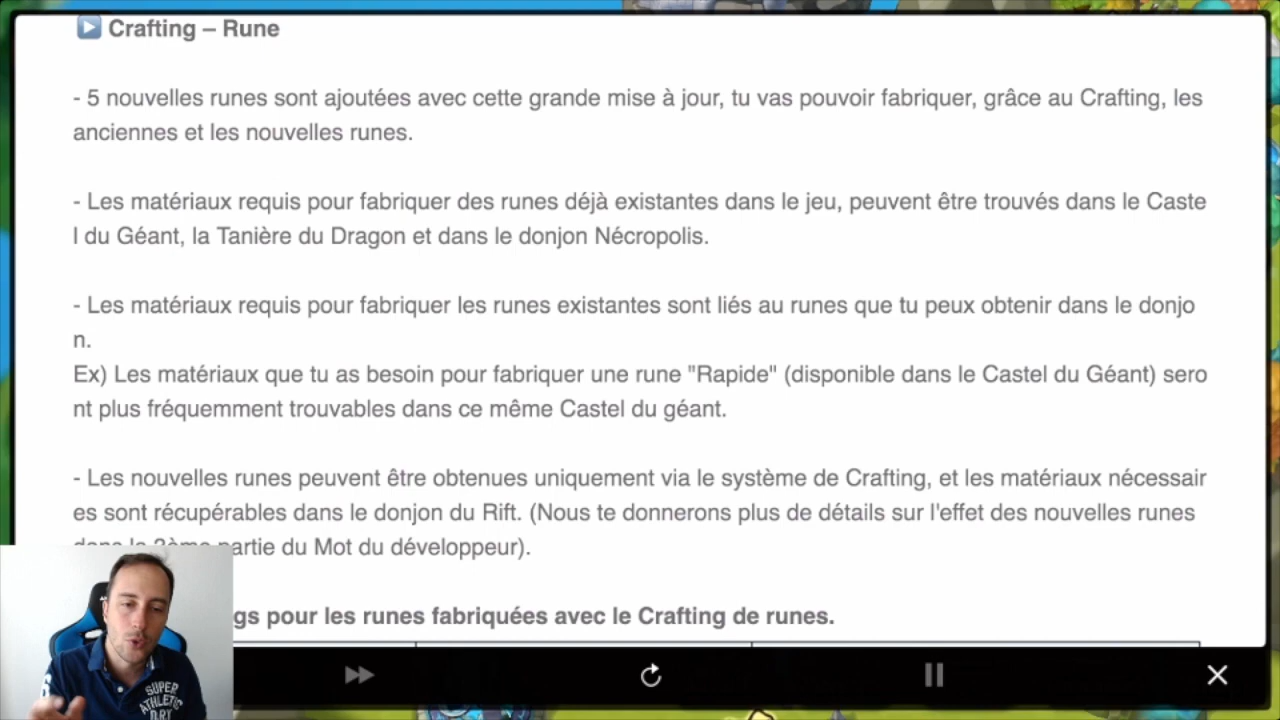 Crafting – Rune
- 5 nouvelles runes sont ajoutées avec cette grande mise à jour, tu vas pouvoir fabriquer, grâce au Crafting, les
anciennes et les nouvelles runes.
- Les matériaux requis pour fabriquer des runes déjà existantes dans le jeu, peuvent être trouvés dans le Caste
l du Géant, la Tanière du Dragon et dans le donjon Nécropolis.
- Les matériaux requis pour fabriquer les runes existantes sont liés au runes que tu peux obtenir dans le donjo
n.
Ex) Les matériaux que tu as besoin pour fabriquer une rune "Rapide" (disponible dans le Castel du Géant) sero
nt plus fréquemment trouvables dans ce même Castel du géant.
- Les nouvelles runes peuvent être obtenues uniquement via le système de Crafting, et les matériaux nécessair
es sont récupérables dans le donjon du Rift. (Nous te donnerons plus de détails sur l'effet des nouvelles runes
dans la 2ème partie du Mot du développeur).
gs pour les runes fabriquées avec le Crafting de runes.
SUPER
ATHLETIC